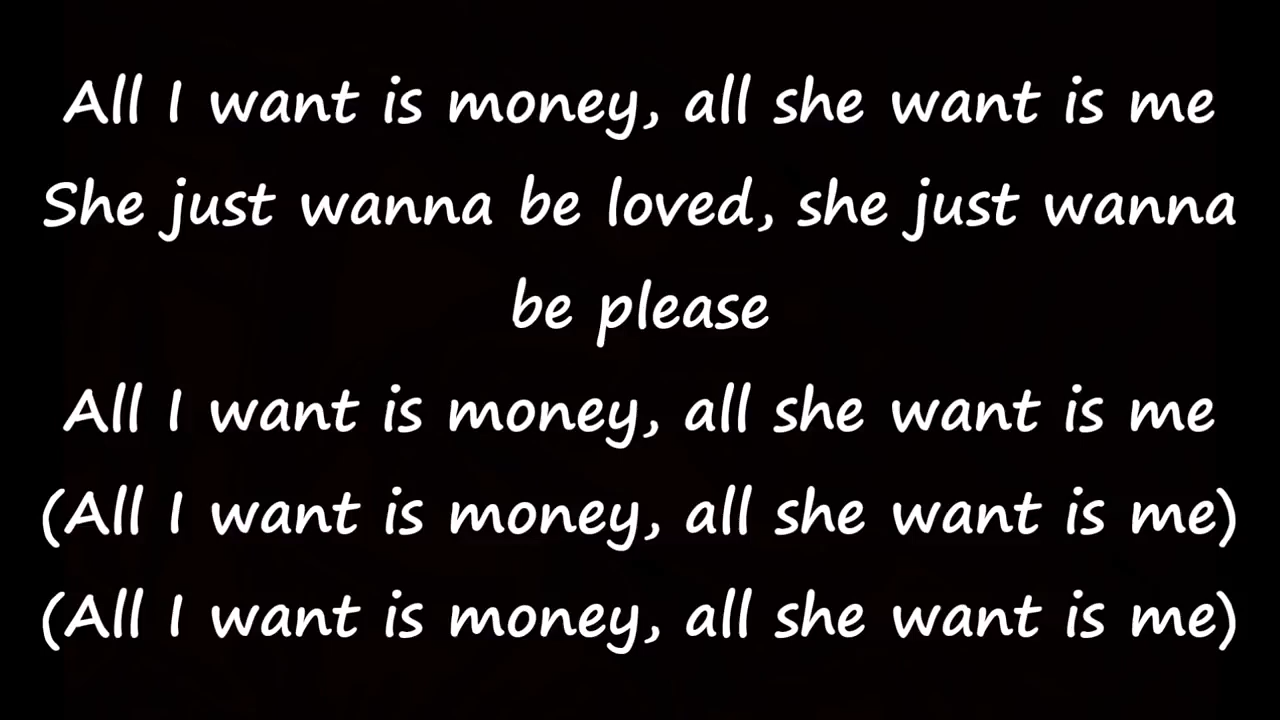 All I want is money, all she want is me
She just wanna be loved, she just wanna
be please
All I want is money, all she want is me
(All I want is money, all she want is me)
(All I want is money, all she want is me)